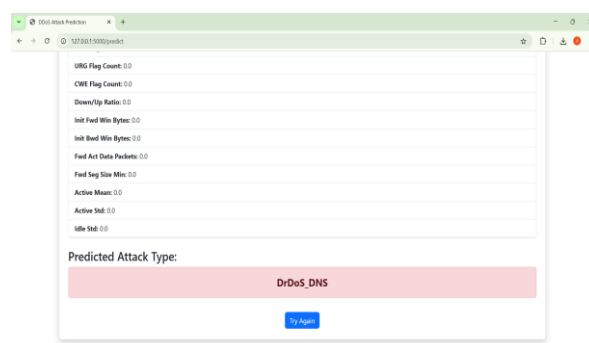 DDoS Attack Prediction
127.0.0.1:5000/predict
URG Flag Count: 0.0
CWE Flag Count: 0.0
Down/Up Ratio: 0.0
Init Fwd Win Bytes: 0.0
Init Bwd Win Bytes: 0.0
Fwd Act Data Packets: 0.0
Fwd Seg Size Min: 0.0
Active Mean: 0.0
Active Std: 0.0
Idle Std: 0.0
Predicted Attack Type:
DrDoS_DNS
Try Again